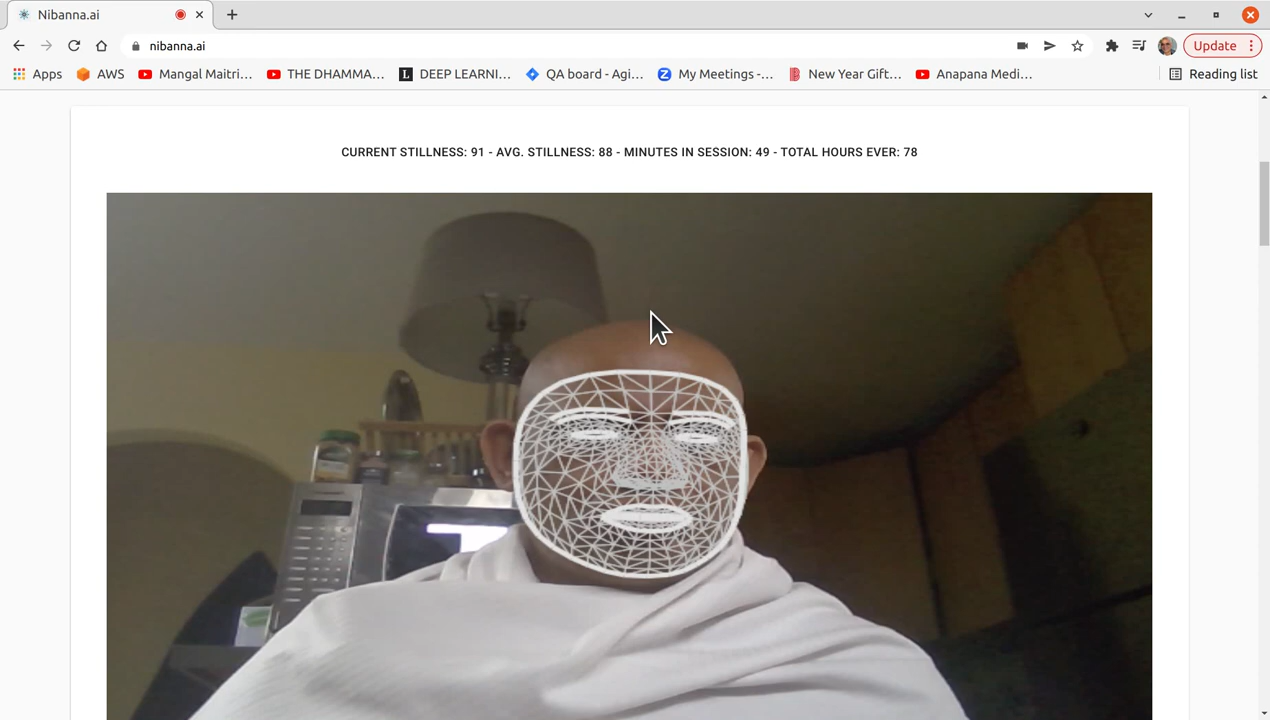 Nibanna.ai
nibanna.ai
Update
Apps AWS Mangal Maitri... THE DHAMMA... L DEEP LEARNI... QA board - Agi... Z My Meetings -... B New Year Gift... Anapana Medi... Reading list
CURRENT STILLNESS: 91 - AVG. STILLNESS: 88 - MINUTES IN SESSION: 49 - TOTAL HOURS EVER: 78